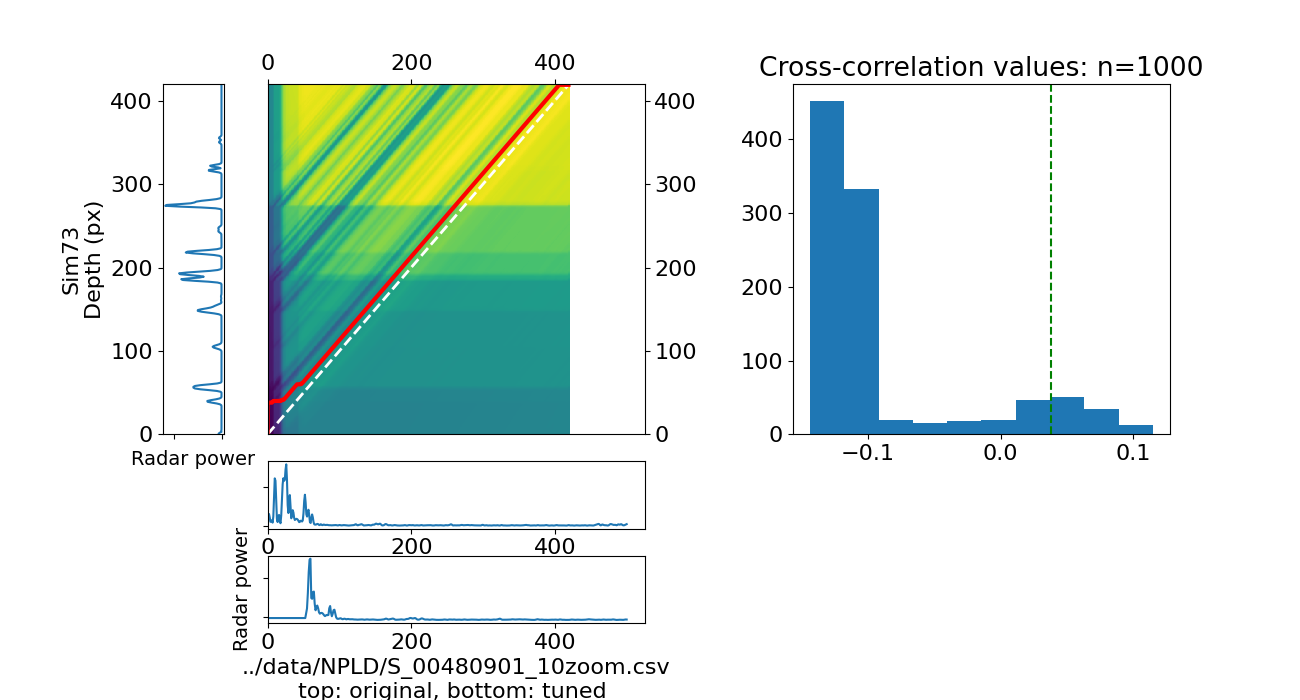 0 200 400
400 300 200 100 0
Sim73
Depth (px)
Radar power
400 300 200 100 0
0 200 400
Radar power
0 200 400
../data/NPLD/S_00480901_10zoom.csv
top: original, bottom: tuned
Cross-correlation values: n=1000
400 300 200 100 0
−0.1 0.0 0.1